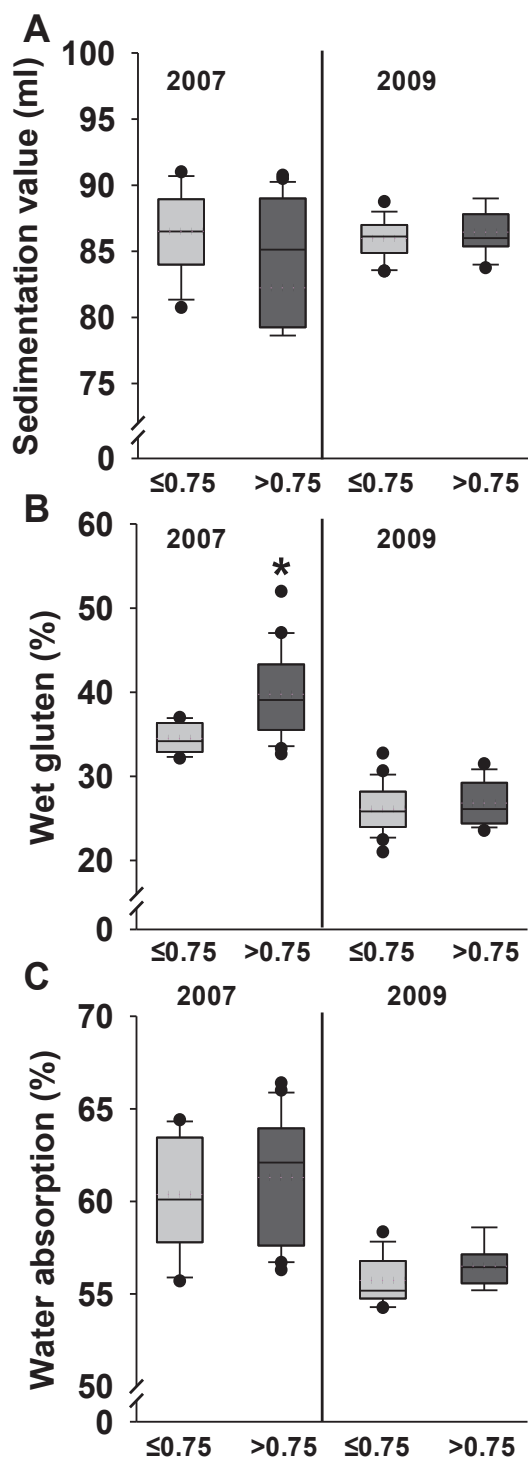 A
Sedimentation value (ml)
100
95
90
85
80
75
0
2007
2009
≤0.75 >0.75 ≤0.75 >0.75
B
Wet gluten (%)
60
50
40
30
20
0
2007
2009
*
≤0.75 >0.75 ≤0.75 >0.75
C
Water absorption (%)
70
65
60
55
50
0
2007
2009
≤0.75 >0.75 ≤0.75 >0.75